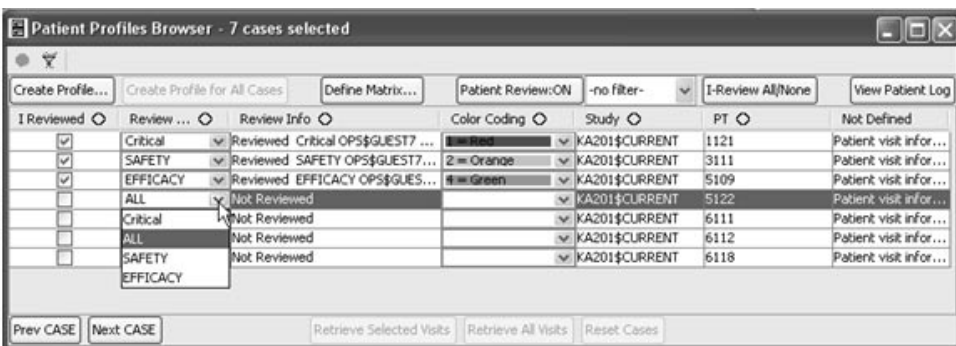 Patient Profiles Browser - 7 cases selected
Create Profile... Create Profile for All Cases Define Matrix... Patient Review:ON -no filter- I-Review All/None View Patient Log
I Reviewed Review ... Review Info Color Coding Study PT Not Defined
Critical Reviewed Critical OPS$GUEST7 ... 1 = Red KA201$CURRENT 1121 Patient visit infor...
SAFETY Reviewed SAFETY OPS$GUEST7... 2 = Orange KA201$CURRENT 3111 Patient visit infor...
EFFICACY Reviewed EFFICACY OPS$GUES... 4 = Green KA201$CURRENT 5109 Patient visit infor...
ALL Not Reviewed KA201$CURRENT 5122 Patient visit infor...
Critical Not Reviewed KA201$CURRENT 6111 Patient visit infor...
ALL Not Reviewed KA201$CURRENT 6112 Patient visit infor...
SAFETY Not Reviewed KA201$CURRENT 6118 Patient visit infor...
EFFICACY
Prev CASE Next CASE Retrieve Selected Visits Retrieve All Visits Reset Cases